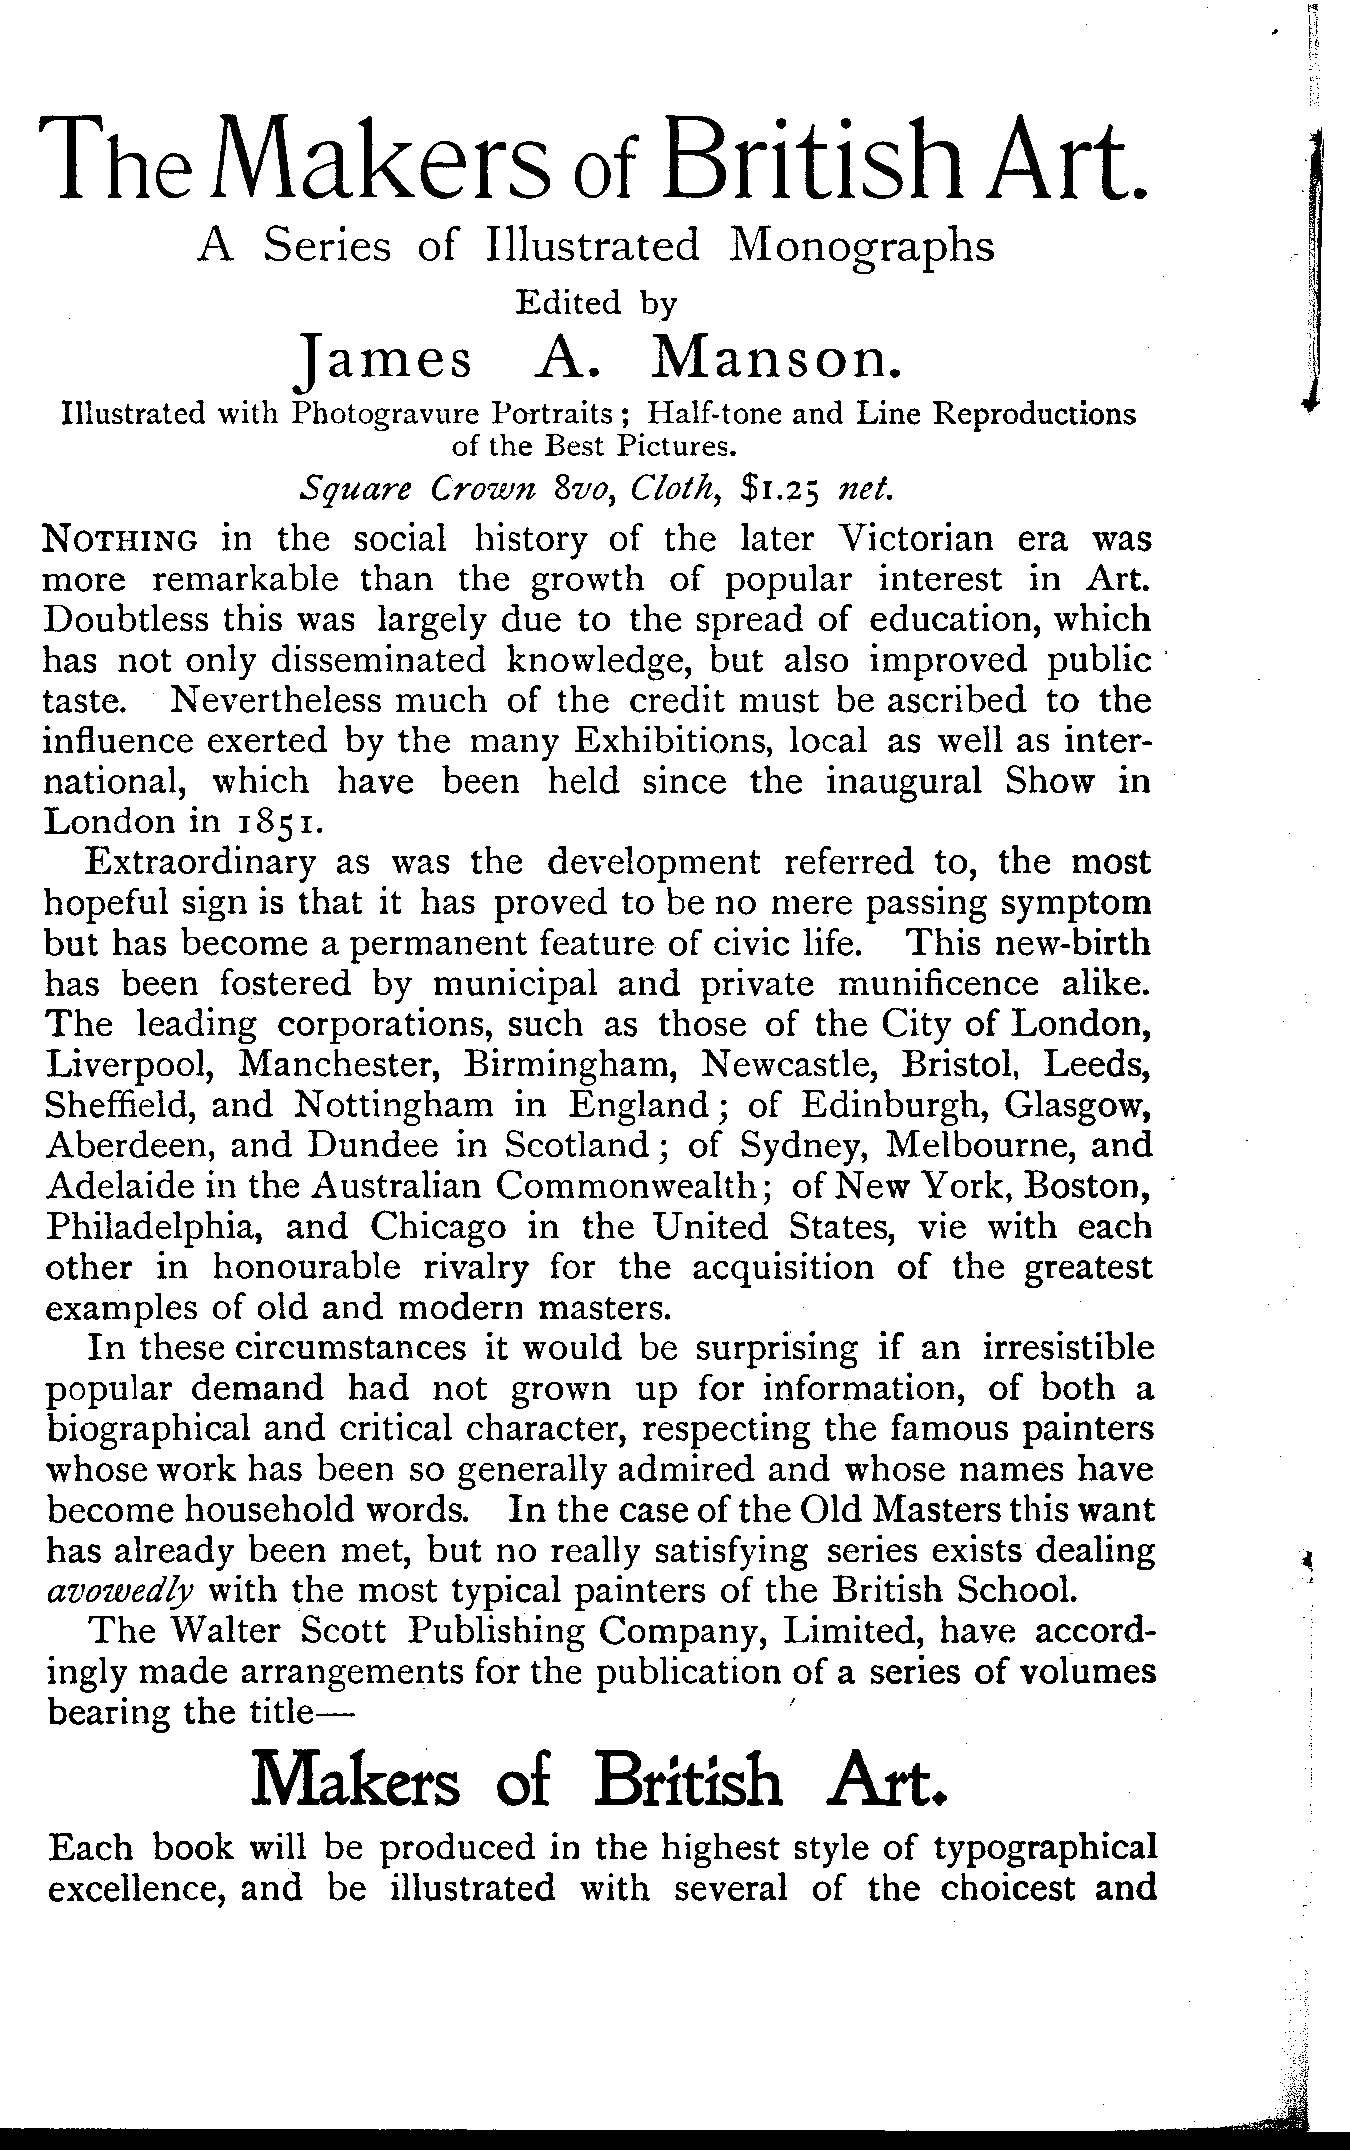 The Makers of British Art.
A Series of Illustrated Monographs
Edited by
James A. Manson.
Illustrated with Photogravure Portraits; Half-tone and Line Reproductions
of the Best Pictures.
Square Crown 8vo, Cloth, $1.25 net.
NOTHING in the social history of the later Victorian era was
more remarkable than the growth of popular interest in Art.
Doubtless this was largely due to the spread of education, which
has not only disseminated knowledge, but also improved public
taste. Nevertheless much of the credit must be ascribed to the
influence exerted by the many Exhibitions, local as well as inter-
national, which have been held since the inaugural Show in
London in 1851.
Extraordinary as was the development referred to, the most
hopeful sign is that it has proved to be no mere passing symptom
but has become a permanent feature of civic life. This new-birth
has been fostered by municipal and private munificence alike.
The leading corporations, such as those of the City of London,
Liverpool, Manchester, Birmingham, Newcastle, Bristol, Leeds,
Sheffield, and Nottingham in England; of Edinburgh, Glasgow,
Aberdeen, and Dundee in Scotland; of Sydney, Melbourne, and
Adelaide in the Australian Commonwealth; of New York, Boston,
Philadelphia, and Chicago in the United States, vie with each
other in honourable rivalry for the acquisition of the greatest
examples of old and modern masters.
In these circumstances it would be surprising if an irresistible
popular demand had not grown up for information, of both a
biographical and critical character, respecting the famous painters
whose work has been so generally admired and whose names have
become household words. In the case of the Old Masters this want
has already been met, but no really satisfying series exists dealing
avowedly with the most typical painters of the British School.
The Walter Scott Publishing Company, Limited, have accord-
ingly made arrangements for the publication of a series of volumes
bearing the title—
Makers of British Art.
Each book will be produced in the highest style of typographical
excellence, and be illustrated with several of the choicest and